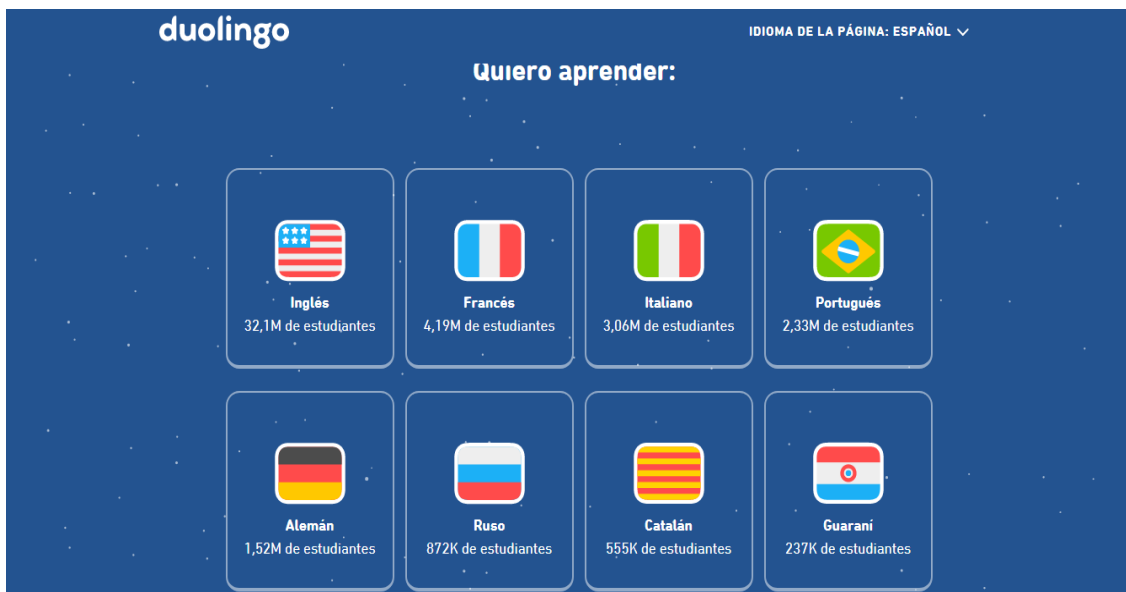 duolingo
IDIOMA DE LA PÁGINA: ESPAÑOL
Quiero aprender:
Inglés
32,1M de estudiantes
Francés
4,19M de estudiantes
Italiano
3,06M de estudiantes
Portugués
2,33M de estudiantes
Alemán
1,52M de estudiantes
Ruso
872K de estudiantes
Catalán
555K de estudiantes
Guaraní
237K de estudiantes